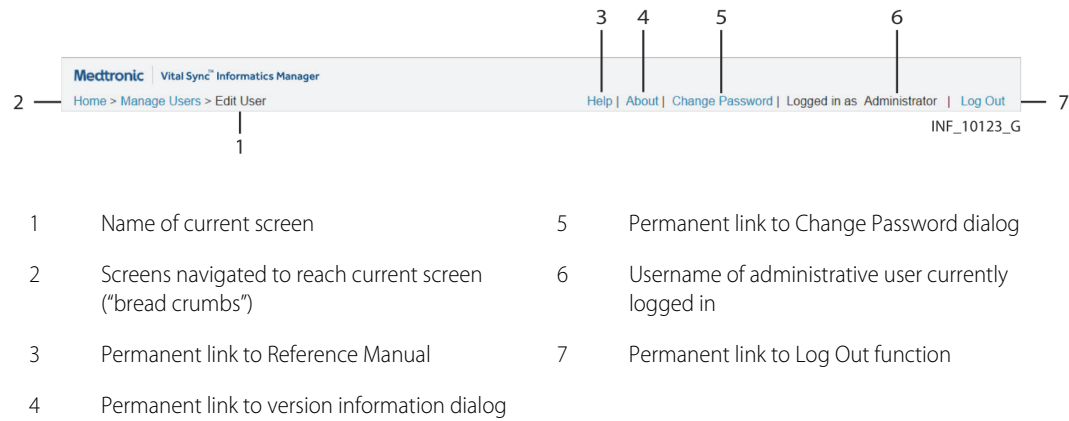 3 4 5 6
Medtronic Vital Sync™ Informatics Manager
2 Home > Manage Users > Edit User Help | About | Change Password | Logged in as Administrator | Log Out 7
INF_10123_G
1
1 Name of current screen
2 Screens navigated to reach current screen
(“bread crumbs”)
3 Permanent link to Reference Manual
4 Permanent link to version information dialog
5 Permanent link to Change Password dialog
6 Username of administrative user currently
logged in
7 Permanent link to Log Out function